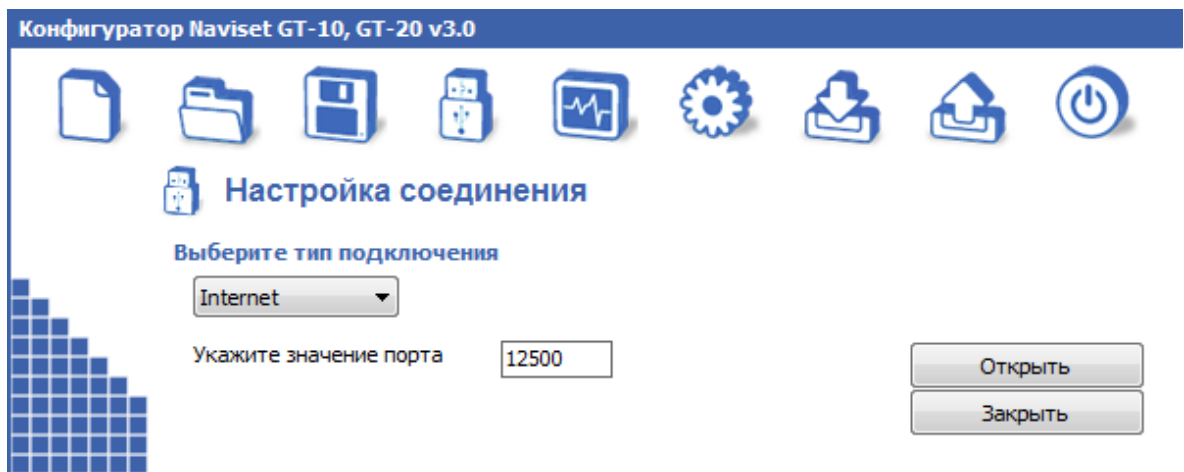 Конфигуратор Naviset GT-10, GT-20 v3.0
Настройка соединения
Выберите тип подключения
Internet
Укажите значение порта 12500
Открыть
Закрыть